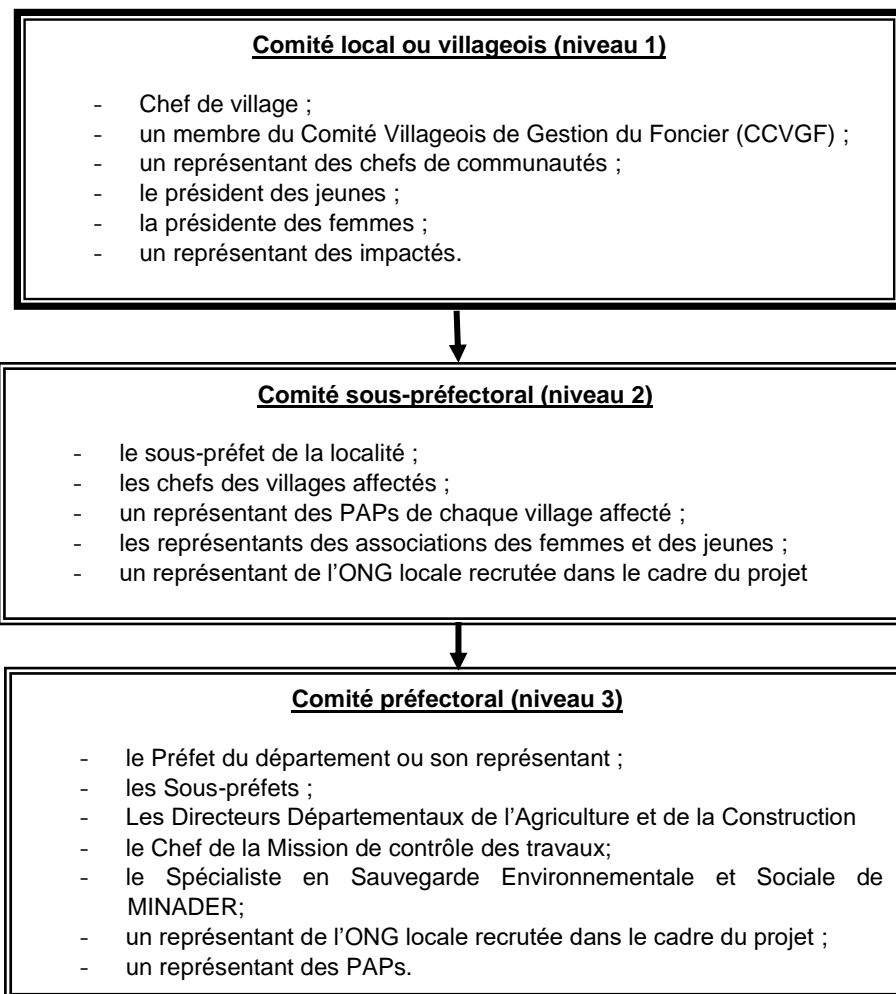 Comité local ou villageois (niveau 1)
- Chef de village ;
- un membre du Comité Villageois de Gestion du Foncier (CCVGF) ;
- un représentant des chefs de communautés ;
- le président des jeunes ;
- la présidente des femmes ;
- un représentant des impactés.
Comité sous-préfectoral (niveau 2)
- le sous-préfet de la localité ;
- les chefs des villages affectés ;
- un représentant des PAPs de chaque village affecté ;
- les représentants des associations des femmes et des jeunes ;
- un représentant de l’ONG locale recrutée dans le cadre du projet
Comité préfectoral (niveau 3)
- le Préfet du département ou son représentant ;
- les Sous-préfets ;
- Les Directeurs Départementaux de l’Agriculture et de la Construction
- le Chef de la Mission de contrôle des travaux;
- le Spécialiste en Sauvegarde Environnementale et Sociale de
MINADER;
- un représentant de l’ONG locale recrutée dans le cadre du projet ;
- un représentant des PAPs.